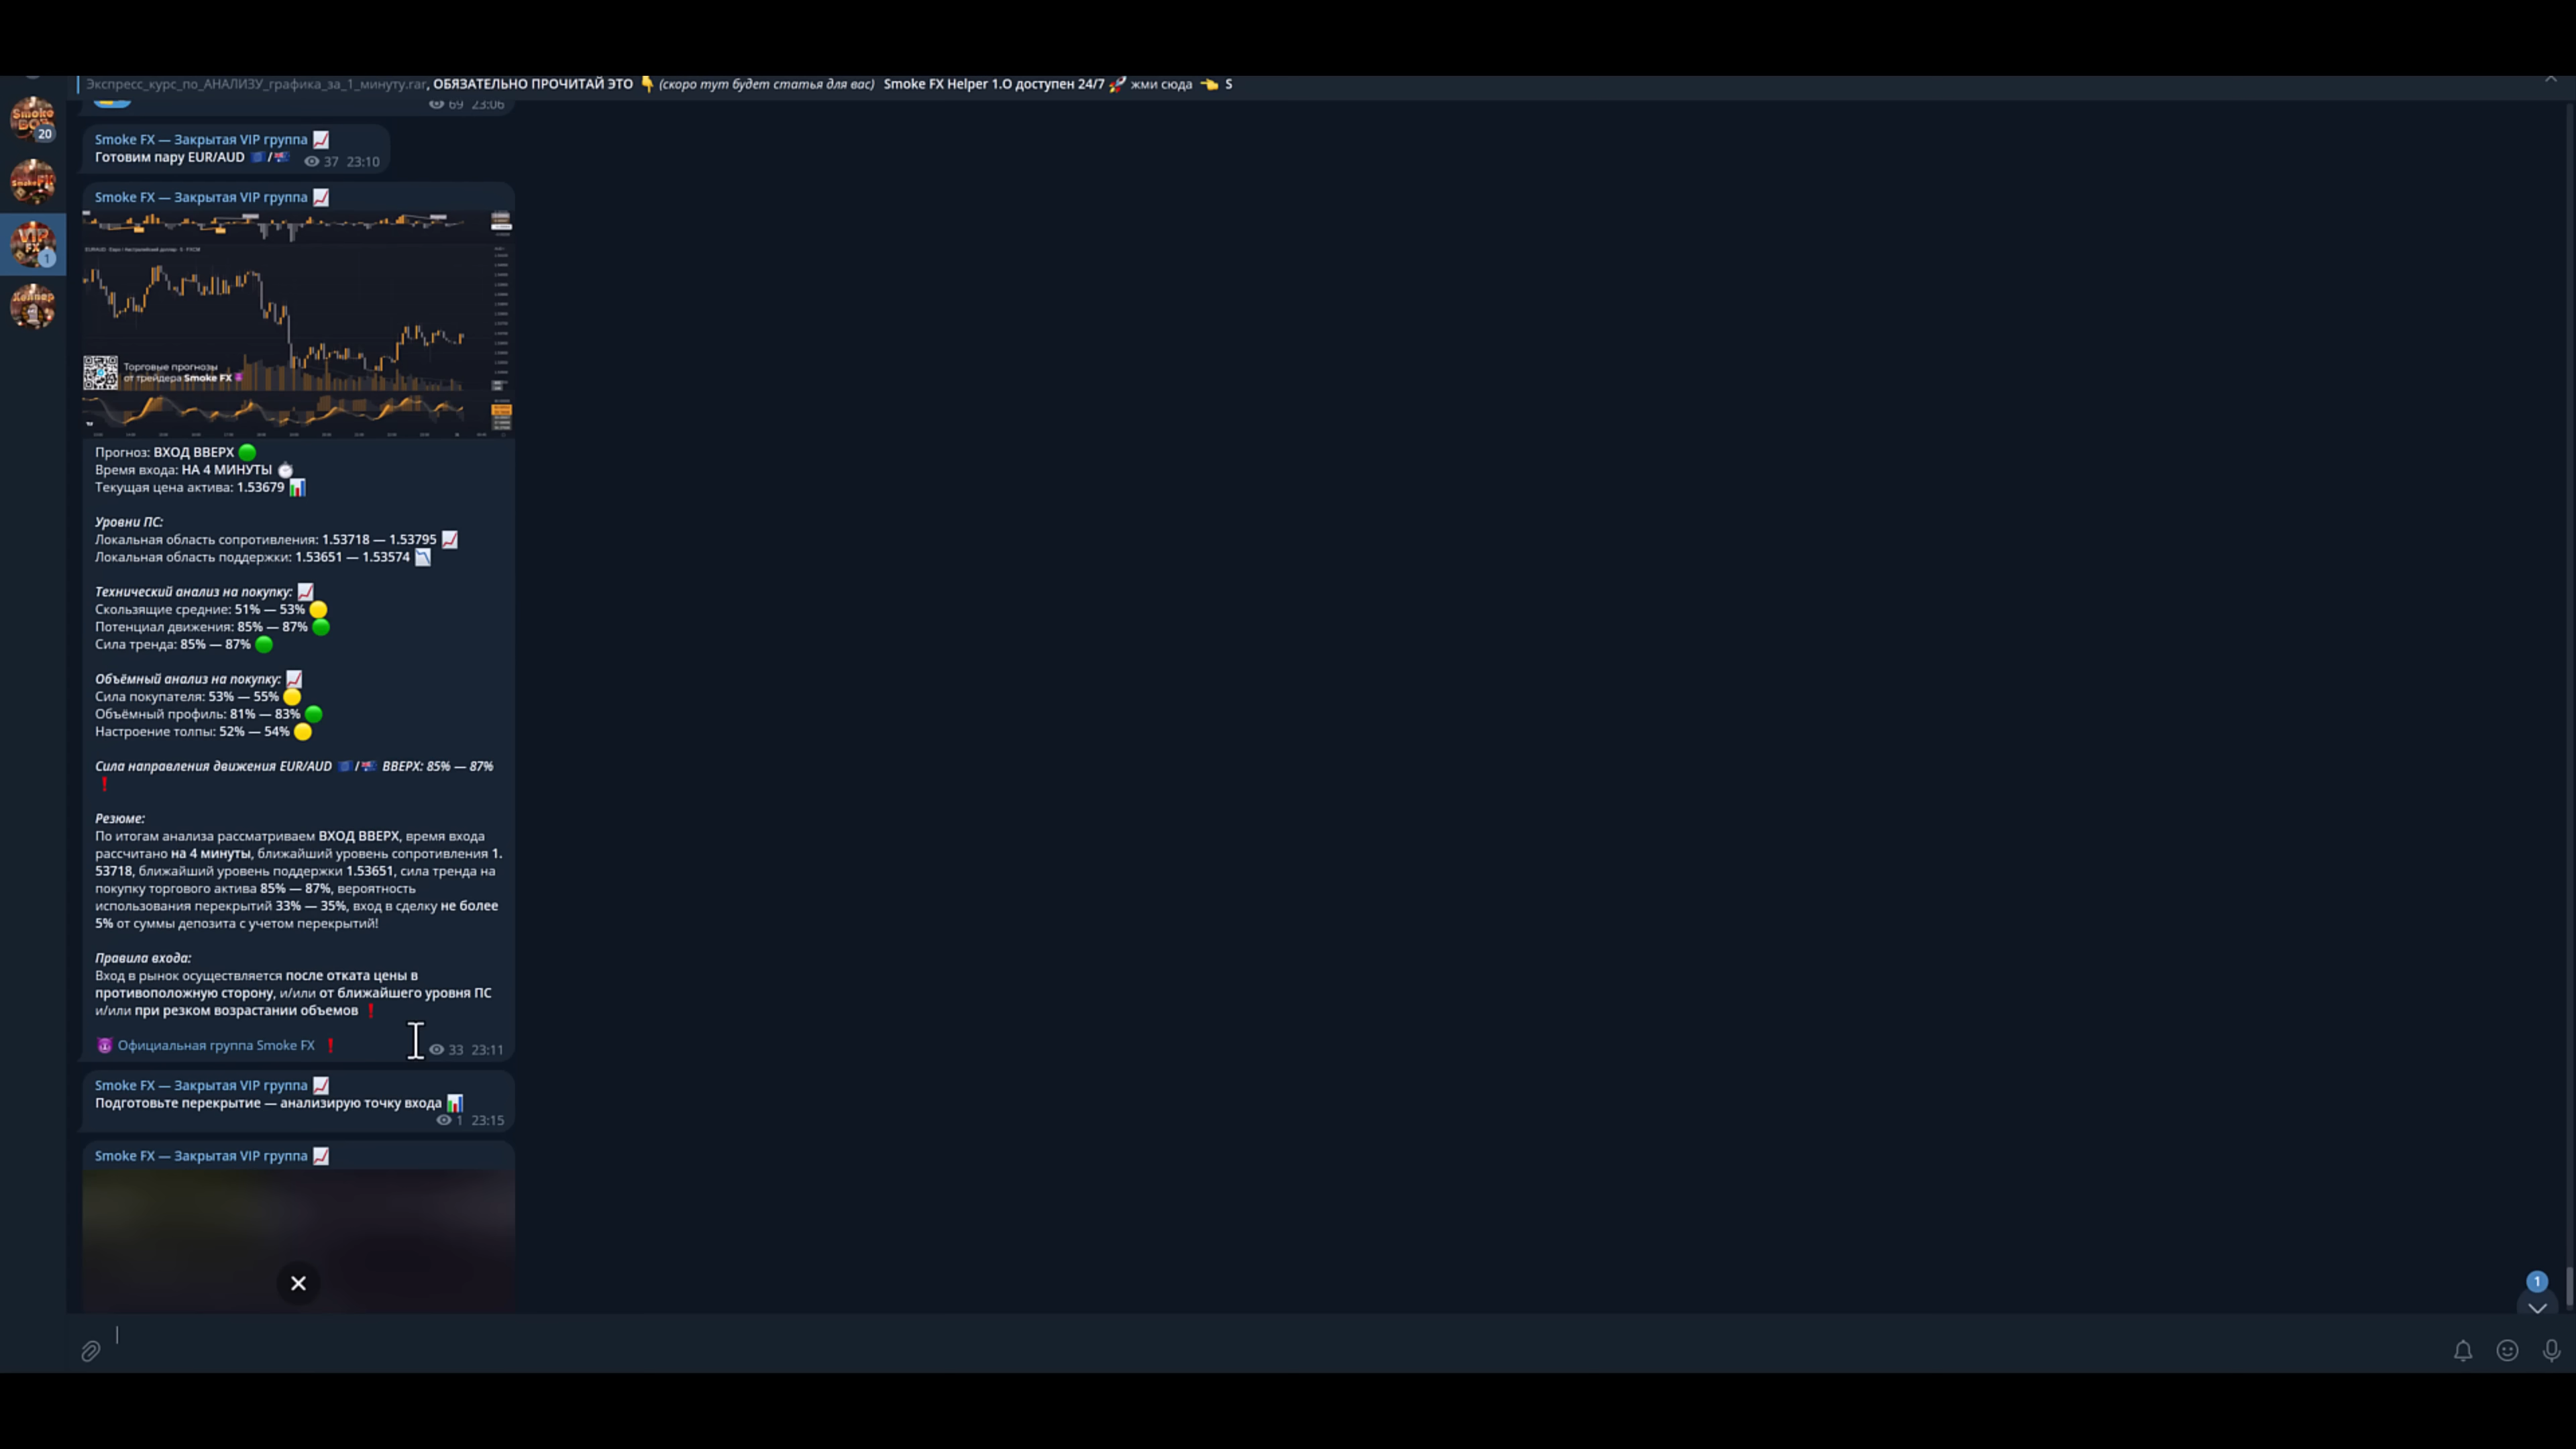 Экспресс_курс_по_АНАЛИЗУ_графика_за_1_минуту.rar, ОБЯЗАТЕЛЬНО ПРОЧИТАЙ ЭТО 👇 (скоро тут будет статья для вас) Smoke FX Helper 1.O доступен 24/7 🚀 жми сюда 👈 S
69 23:06
Smoke FX — Закрытая VIP группа 📈
Готовим пару EUR/AUD 🇪🇺/🇦🇺 37 23:10
Smoke FX — Закрытая VIP группа 📈
Торговые прогнозы
от трейдера Smoke FX 😈
Прогноз: ВХОД ВВЕРХ 🟢
Время входа: НА 4 МИНУТЫ ⏱
Текущая цена актива: 1.53679 📊
Уровни ПС:
Локальная область сопротивления: 1.53718 — 1.53795 📈
Локальная область поддержки: 1.53651 — 1.53574 📉
Технический анализ на покупку: 📈
Скользящие средние: 51% — 53% 🟡
Потенциал движения: 85% — 87% 🟢
Сила тренда: 85% — 87% 🟢
Объёмный анализ на покупку: 📈
Сила покупателя: 53% — 55% 🟡
Объёмный профиль: 81% — 83% 🟢
Настроение толпы: 52% — 54% 🟡
Сила направления движения EUR/AUD 🇪🇺/🇦🇺 ВВЕРХ: 85% — 87%
❗
Резюме:
По итогам анализа рассматриваем ВХОД ВВЕРХ, время входа
рассчитано на 4 минуты, ближайший уровень сопротивления 1.
53718, ближайший уровень поддержки 1.53651, сила тренда на
покупку торгового актива 85% — 87%, вероятность
использования перекрытий 33% — 35%, вход в сделку не более
5% от суммы депозита с учетом перекрытий!
Правила входа:
Вход в рынок осуществляется после отката цены в
противоположную сторону, и/или от ближайшего уровня ПС
и/или при резком возрастании объемов ❗
😈 Официальная группа Smoke FX ❗ 33 23:11
Smoke FX — Закрытая VIP группа 📈
Подготовьте перекрытие — анализирую точку входа 📊
1 23:15
Smoke FX — Закрытая VIP группа 📈
20
VIP
FX
1
Хелпер
1